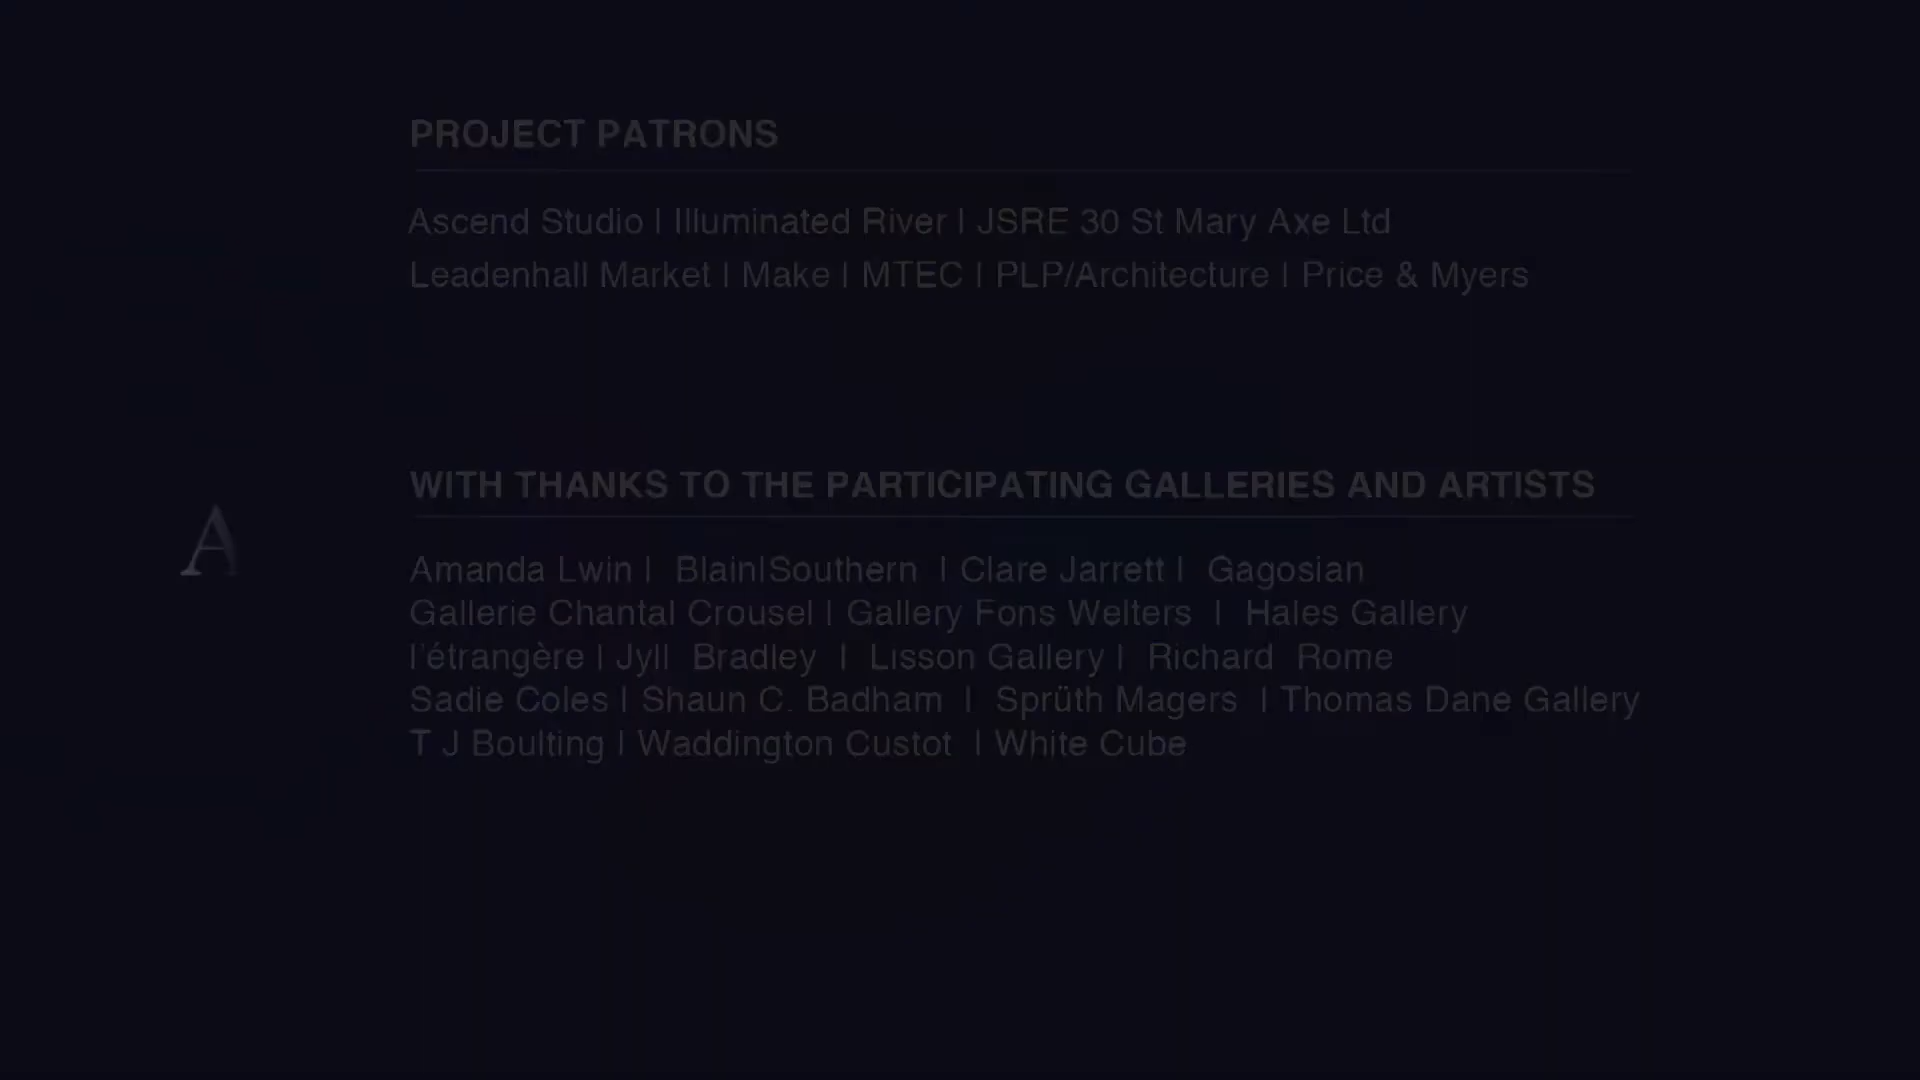 PROJECT PATRONS
Ascend Studio | Illuminated River | JSRE 30 St Mary Axe Ltd
Leadenhall Market | Make | MTEC | PLP/Architecture | Price & Myers
WITH THANKS TO THE PARTICIPATING GALLERIES AND ARTISTS
A
Amanda Lwin | Blain|Southern | Clare Jarrett | Gagosian
Gallerie Chantal Crousel | Gallery Fons Welters | Hales Gallery
l'étrangère | Jyll Bradley | Lisson Gallery | Richard Rome
Sadie Coles | Shaun C. Badham | Sprüth Magers | Thomas Dane Gallery
T J Boulting | Waddington Custot | White Cube